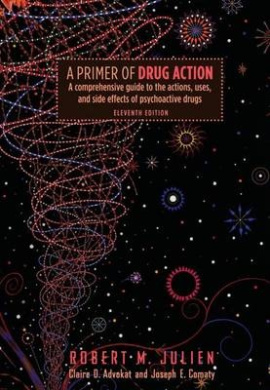 A PRIMER OF DRUG ACTION
A comprehensive guide to the actions, uses,
and side effects of psychoactive drugs
ELEVENTH EDITION
ROBERT M. JULIEN
Claire D. Advokat and Joseph E. Comaty